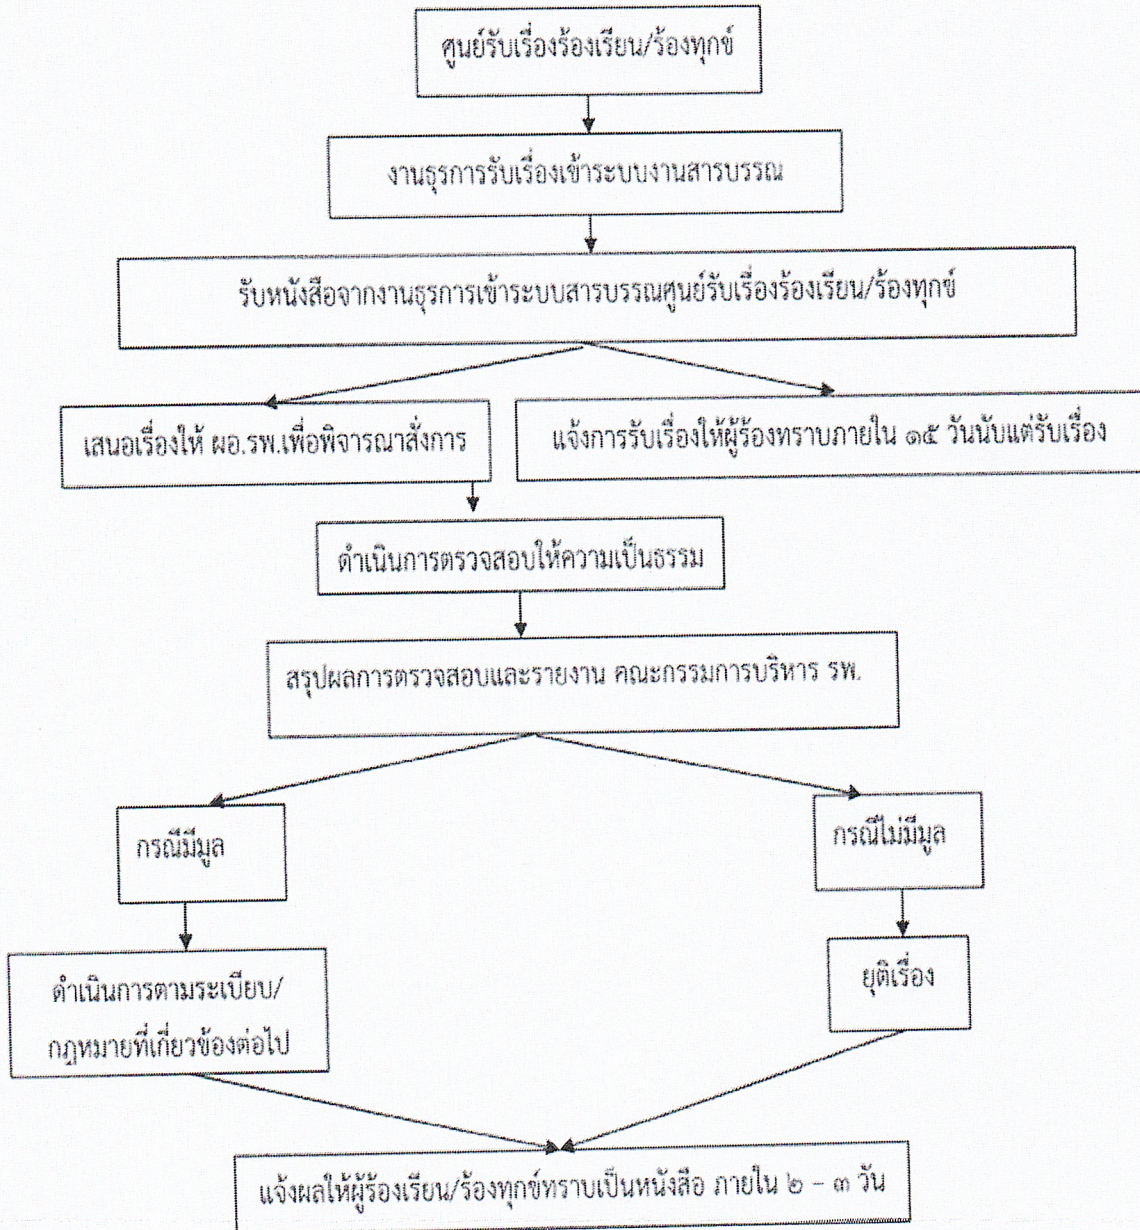 ศูนย์รับเรื่องร้องเรียน/ร้องทุกข์
งานธุรการรับเรื่องเข้าระบบงานสารบรรณ
รับหนังสือจากงานธุรการเข้าระบบสารบรรณศูนย์รับเรื่องร้องเรียน/ร้องทุกข์
เสนอเรื่องให้ ผอ.รพ.เพื่อพิจารณาสั่งการ
แจ้งการรับเรื่องให้ผู้ร้องทราบภายใน ๑๕ วันนับแต่รับเรื่อง
ดำเนินการตรวจสอบให้ความเป็นธรรม
สรุปผลการตรวจสอบและรายงาน คณะกรรมการบริหาร รพ.
กรณีมีมูล
กรณีไม่มีมูล
ดำเนินการตามระเบียบ/
กฎหมายที่เกี่ยวข้องต่อไป
ยุติเรื่อง
แจ้งผลให้ผู้ร้องเรียน/ร้องทุกข์ทราบเป็นหนังสือ ภายใน ๒ - ๓ วัน